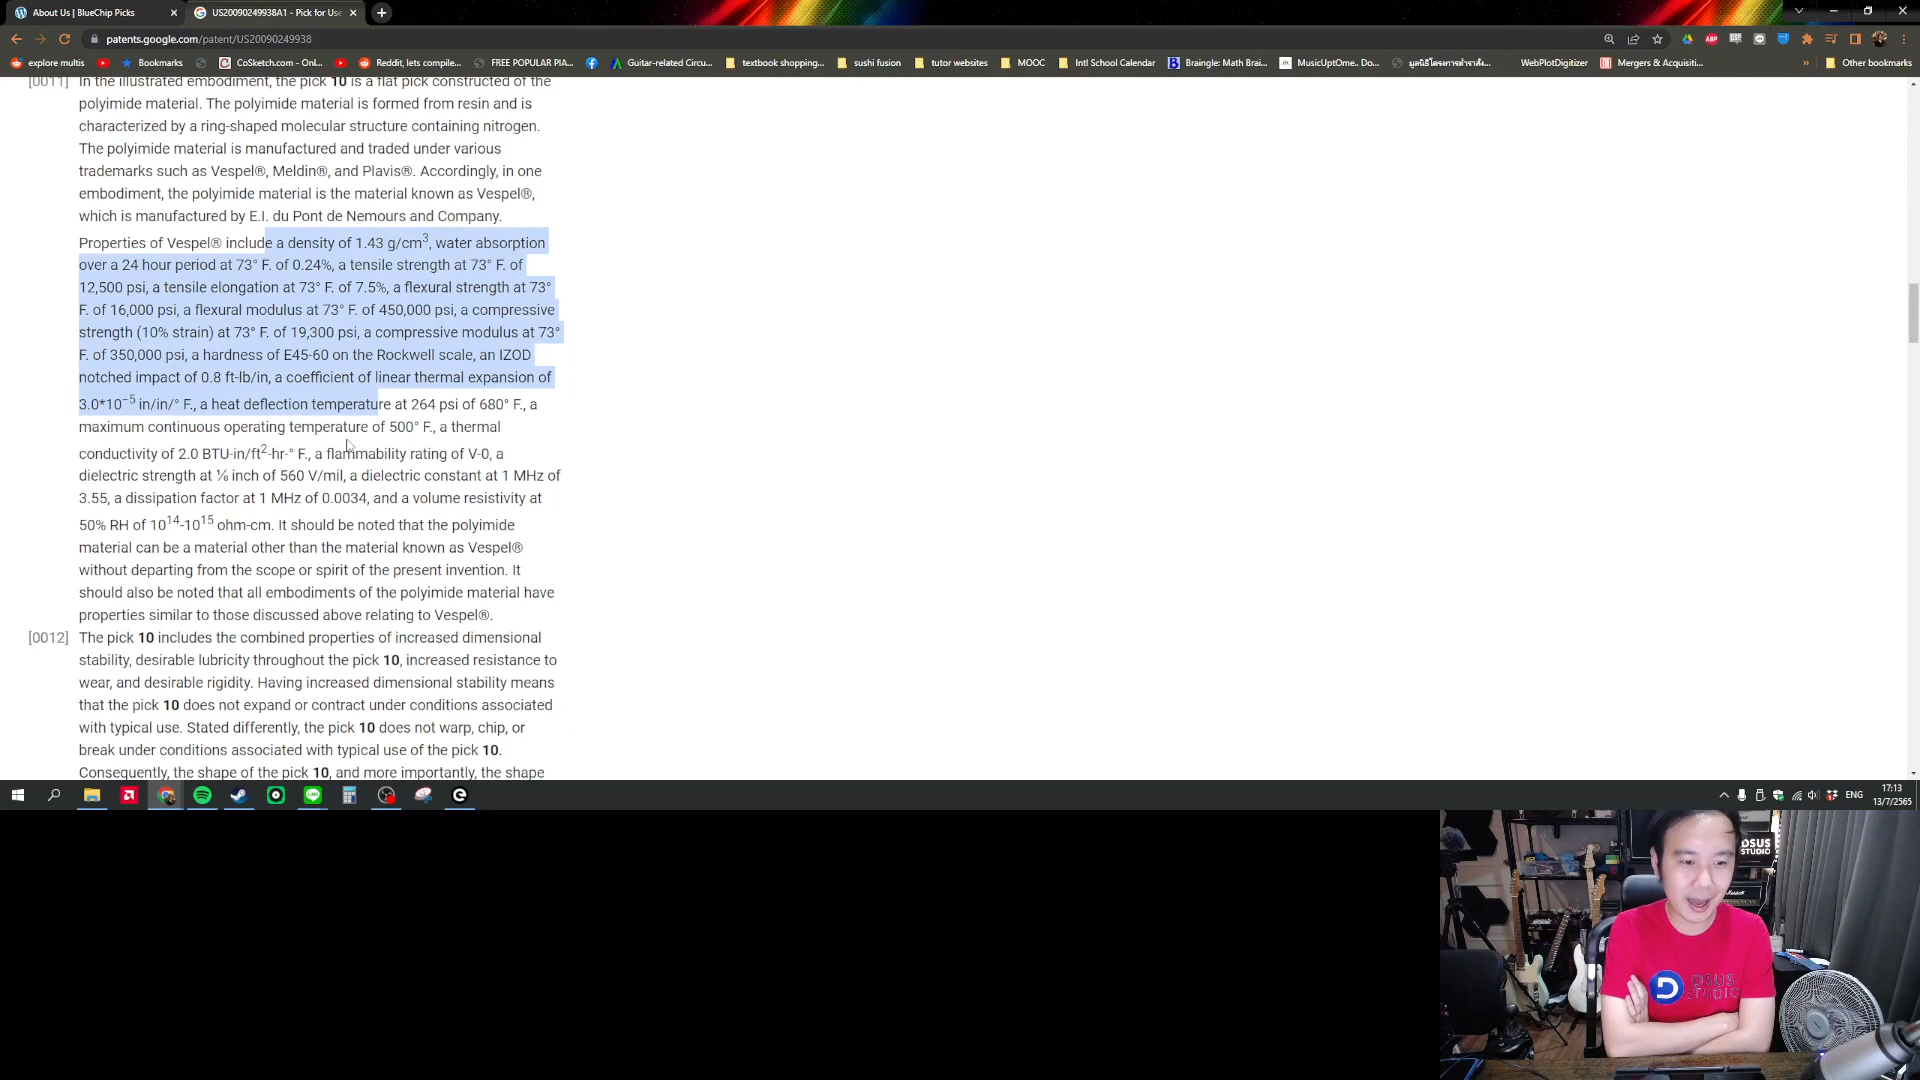 About Us | BlueChip Picks
US20090249938A1 - Pick for Use
patents.google.com/patent/US20090249938
explore multis
Bookmarks
CoSketch.com - Onl...
Reddit, lets compile...
FREE POPULAR PIA...
Guitar-related Circu...
textbook shopping...
sushi fusion
tutor websites
MOOC
Intl School Calendar
Braingle: Math Brai...
MusicUptOme.. Do...
WebPlotDigitizer
Mergers & Acquisiti...
Other bookmarks
[0011] In the illustrated embodiment, the pick 10 is a flat pick constructed of the
polyimide material. The polyimide material is formed from resin and is
characterized by a ring-shaped molecular structure containing nitrogen.
The polyimide material is manufactured and traded under various
trademarks such as Vespel®, Meldin®, and Plavis®. Accordingly, in one
embodiment, the polyimide material is the material known as Vespel®,
which is manufactured by E.I. du Pont de Nemours and Company.
Properties of Vespel® include a density of 1.43 g/cm3, water absorption
over a 24 hour period at 73° F. of 0.24%, a tensile strength at 73° F. of
12,500 psi, a tensile elongation at 73° F. of 7.5%, a flexural strength at 73°
F. of 16,000 psi, a flexural modulus at 73° F. of 450,000 psi, a compressive
strength (10% strain) at 73° F. of 19,300 psi, a compressive modulus at 73°
F. of 350,000 psi, a hardness of E45-60 on the Rockwell scale, an IZOD
notched impact of 0.8 ft-lb/in, a coefficient of linear thermal expansion of
3.0*10−5 in/in/° F., a heat deflection temperature at 264 psi of 680° F., a
maximum continuous operating temperature of 500° F., a thermal
conductivity of 2.0 BTU-in/ft2-hr-° F., a flammability rating of V-0, a
dielectric strength at ⅛ inch of 560 V/mil, a dielectric constant at 1 MHz of
3.55, a dissipation factor at 1 MHz of 0.0034, and a volume resistivity at
50% RH of 1014-1015 ohm-cm. It should be noted that the polyimide
material can be a material other than the material known as Vespel®
without departing from the scope or spirit of the present invention. It
should also be noted that all embodiments of the polyimide material have
properties similar to those discussed above relating to Vespel®.
[0012] The pick 10 includes the combined properties of increased dimensional
stability, desirable lubricity throughout the pick 10, increased resistance to
wear, and desirable rigidity. Having increased dimensional stability means
that the pick 10 does not expand or contract under conditions associated
with typical use. Stated differently, the pick 10 does not warp, chip, or
break under conditions associated with typical use of the pick 10.
Consequently, the shape of the pick 10, and more importantly, the shape
ENG
17:13
13/7/2565
DSUS
STUDIO
Marshall
D DSUS
STUDIO